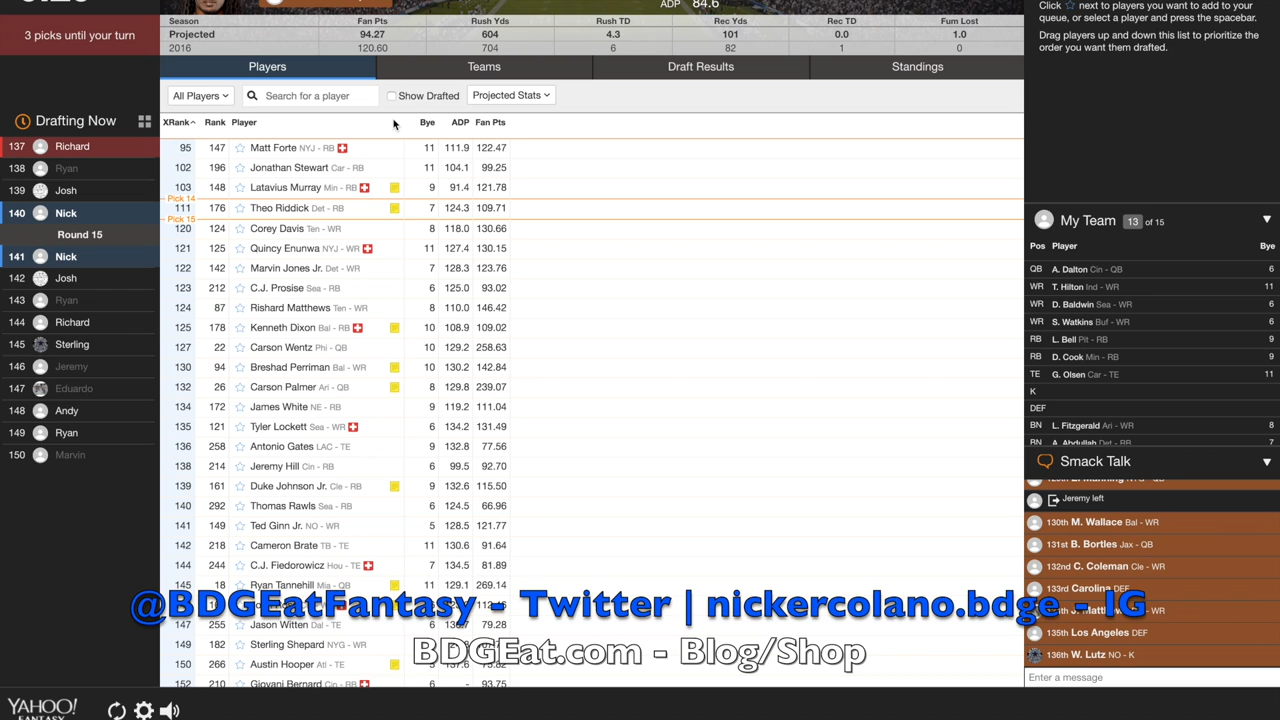 ADP 84.6
Season Fan Pts Rush Yds Rush TD Rec Yds Rec TD Fum Lost
Projected 94.27 604 4.3 101 0.0 1.0
2016 120.60 704 6 82 1 0
3 picks until your turn
Drafting Now
137 Richard
138 Ryan
139 Josh
140 Nick
Round 15
141 Nick
142 Josh
143 Ryan
144 Richard
145 Sterling
146 Jeremy
147 Eduardo
148 Andy
149 Ryan
150 Marvin
Players Teams Draft Results Standings
All Players Search for a player Show Drafted Projected Stats
XRank Rank Player Bye ADP Fan Pts
95 147 Matt Forte NYJ - RB 11 111.9 122.47
102 196 Jonathan Stewart Car - RB 11 104.1 99.25
103 148 Latavius Murray Min - RB 9 91.4 121.78
Pick 14
111 176 Theo Riddick Det - RB 7 124.3 109.71
Pick 15
120 124 Corey Davis Ten - WR 8 118.0 130.66
121 125 Quincy Enunwa NYJ - WR 11 127.4 130.15
122 142 Marvin Jones Jr. Det - WR 7 128.3 123.76
123 212 C.J. Prosise Sea - RB 6 125.0 93.02
124 87 Rishard Matthews Ten - WR 8 110.0 146.42
125 178 Kenneth Dixon Bal - RB 10 108.9 109.02
127 22 Carson Wentz Phi - QB 10 129.2 258.63
130 94 Breshad Perriman Bal - WR 10 130.2 142.84
132 26 Carson Palmer Ari - QB 8 129.8 239.07
134 172 James White NE - RB 9 119.2 111.04
135 121 Tyler Lockett Sea - WR 6 134.2 131.49
136 258 Antonio Gates LAC - TE 9 132.8 77.56
138 214 Jeremy Hill Cin - RB 6 99.5 92.70
139 161 Duke Johnson Jr. Cle - RB 9 132.6 115.50
140 292 Thomas Rawls Sea - RB 6 124.5 66.96
141 149 Ted Ginn Jr. NO - WR 5 128.5 121.77
142 218 Cameron Brate TB - TE 11 130.6 91.64
144 244 C.J. Fiedorowicz Hou - TE 7 134.5 81.89
145 18 Ryan Tannehill Mia - QB 11 129.1 269.14
147 255 Jason Witten Dal - TE 79.28
149 182 Sterling Shepard NYG - WR
150 266 Austin Hooper Atl - TE
152 210 Giovani Bernard Cin - RB 6 - 93.75
@BDGEatFantasy - Twitter | nickercolano.bdge - IG
BDGEat.com - Blog/Shop
Click next to players you want to add to your
queue, or select a player and press the spacebar.
Drag players up and down this list to prioritize the
order you want them drafted.
My Team 13 of 15
Pos Player Bye
QB A. Dalton Cin - QB 6
WR T. Hilton Ind - WR 11
WR D. Baldwin Sea - WR 6
WR S. Watkins Buf - WR 6
RB L. Bell Pit - RB 9
RB D. Cook Min - RB 9
TE G. Olsen Car - TE 11
K
DEF
BN L. Fitzgerald Ari - WR 8
BN A. Abdullah Det - RB 7
Smack Talk
Jeremy left
130th M. Wallace Bal - WR
131st B. Bortles Jax - QB
132nd C. Coleman Cle - WR
133rd Carolina DEF
135th Los Angeles DEF
136th W. Lutz NO - K
Enter a message
YAHOO!
FANTASY